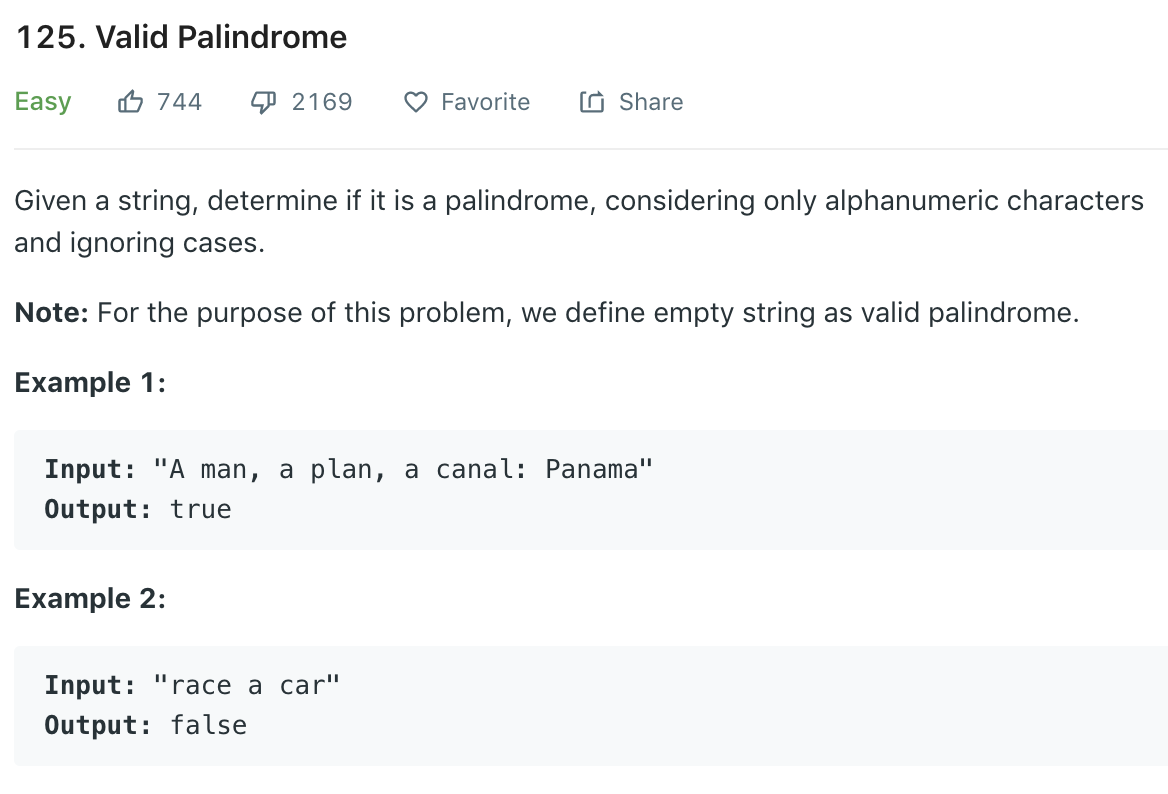 125. Valid Palindrome
Easy 744 2169 Favorite Share
Given a string, determine if it is a palindrome, considering only alphanumeric characters
and ignoring cases.
Note: For the purpose of this problem, we define empty string as valid palindrome.
Example 1:
Input: "A man, a plan, a canal: Panama"
Output: true
Example 2:
Input: "race a car"
Output: false